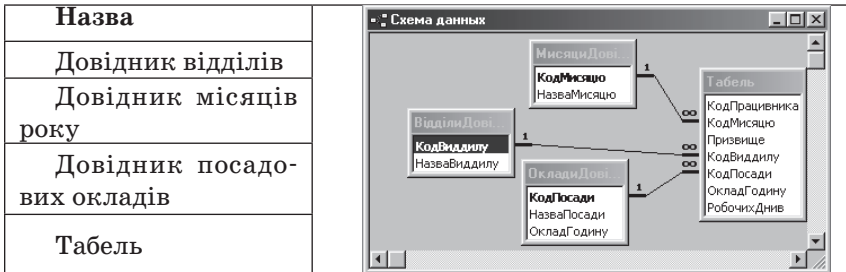 Назва
Довідник відділів
Довідник місяців
року
Довідник посадо-
вих окладів
Табель
Схема данных
МисяциДові...
КодМисяцю
НазваМисяцю
ВідділиДові...
КодВиддилу
НазваВиддилу
ОкладиДові...
КодПосади
НазваПосади
ОкладГодину
Табель
КодПрацивника
КодМисяцю
Призвище
КодВиддилу
КодПосади
ОкладГодину
РобочихДнив
1
∞
1
∞
1
∞